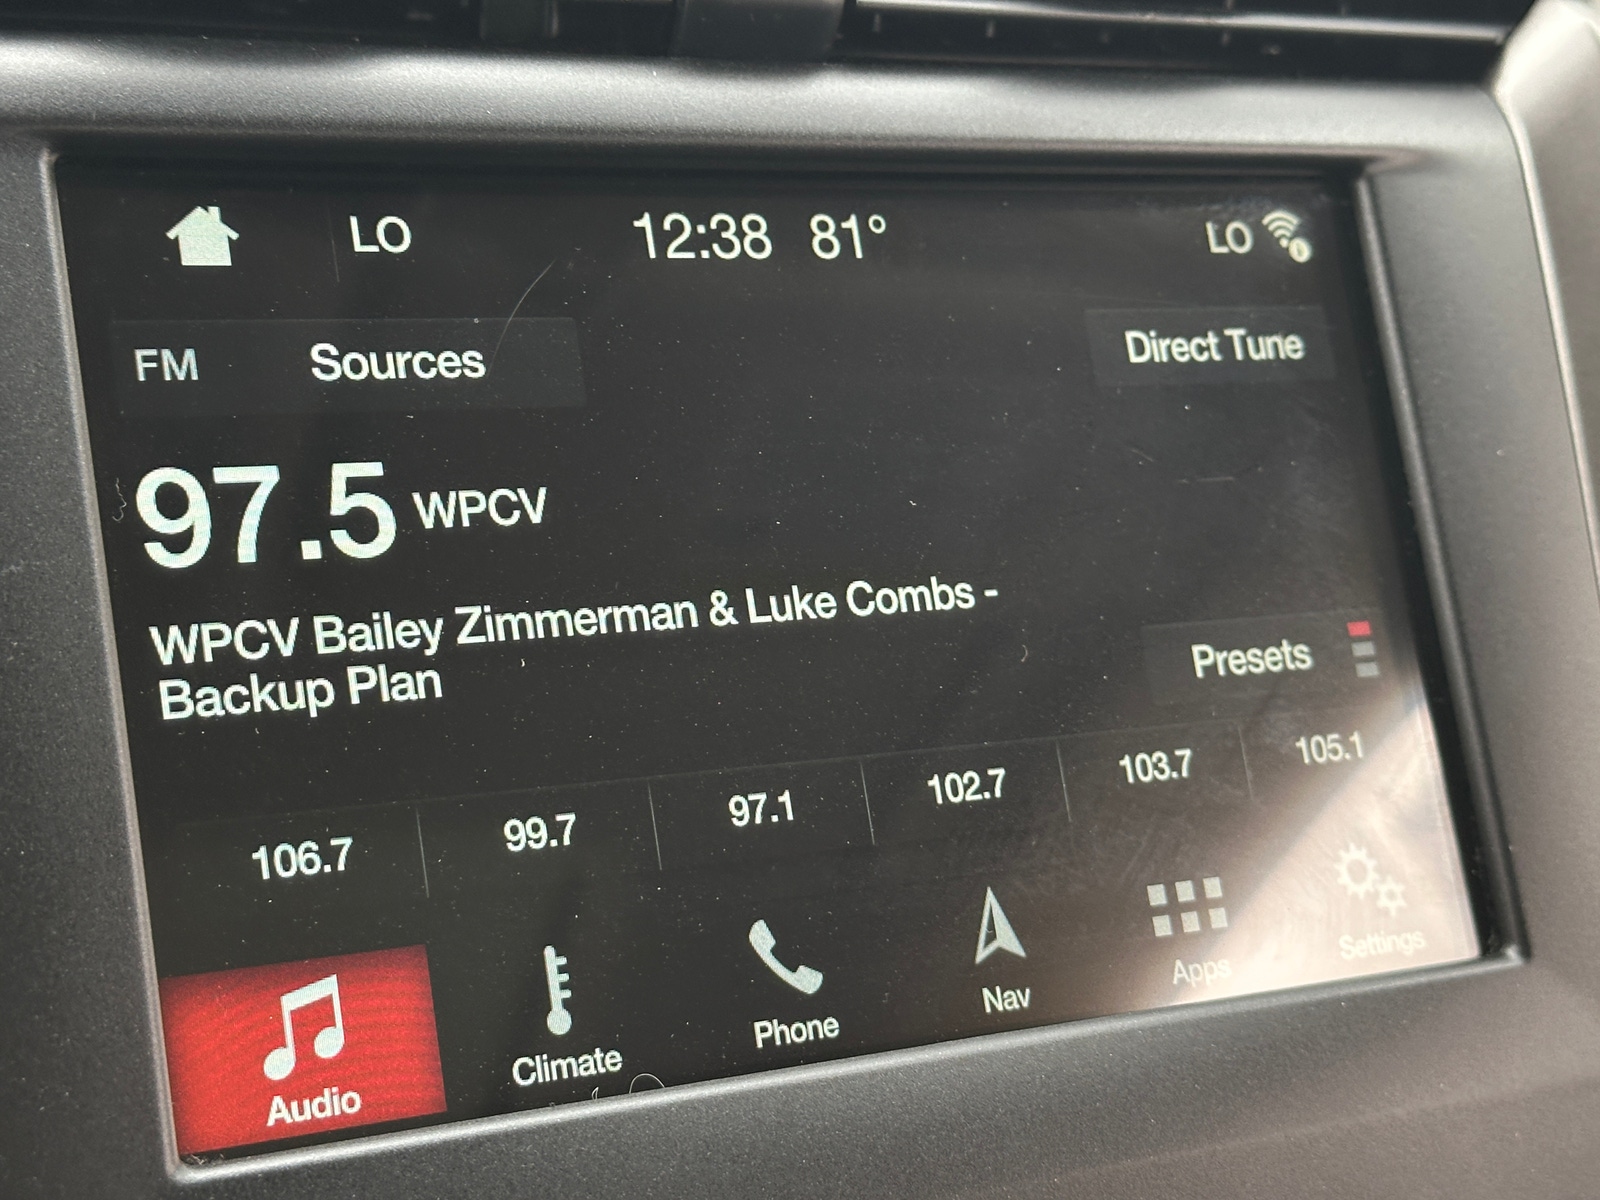 LO 12:38 81° LO
FM Sources Direct Tune
97.5 WPCV
WPCV Bailey Zimmerman & Luke Combs -
Backup Plan
Presets
106.7 99.7 97.1 102.7 103.7 105.1
Audio Climate Phone Nav Apps Settings